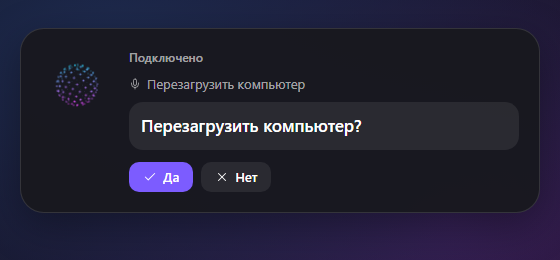 Подключено
Перезагрузить компьютер
Перезагрузить компьютер?
Да
Нет